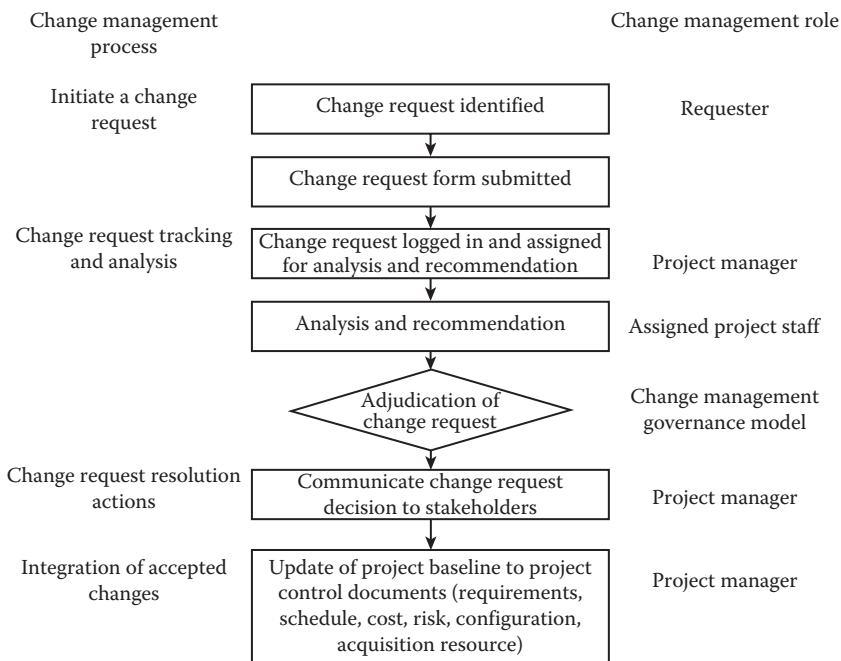 Change management
process
Change management role
Initiate a change
request
Change request identified
Requester
Change request form submitted
Change request tracking
and analysis
Change request logged in and assigned
for analysis and recommendation
Project manager
Analysis and recommendation
Assigned project staff
Adjudication of
change request
Change management
governance model
Change request resolution
actions
Communicate change request
decision to stakeholders
Project manager
Integration of accepted
changes
Update of project baseline to project
control documents (requirements,
schedule, cost, risk, configuration,
acquisition resource)
Project manager